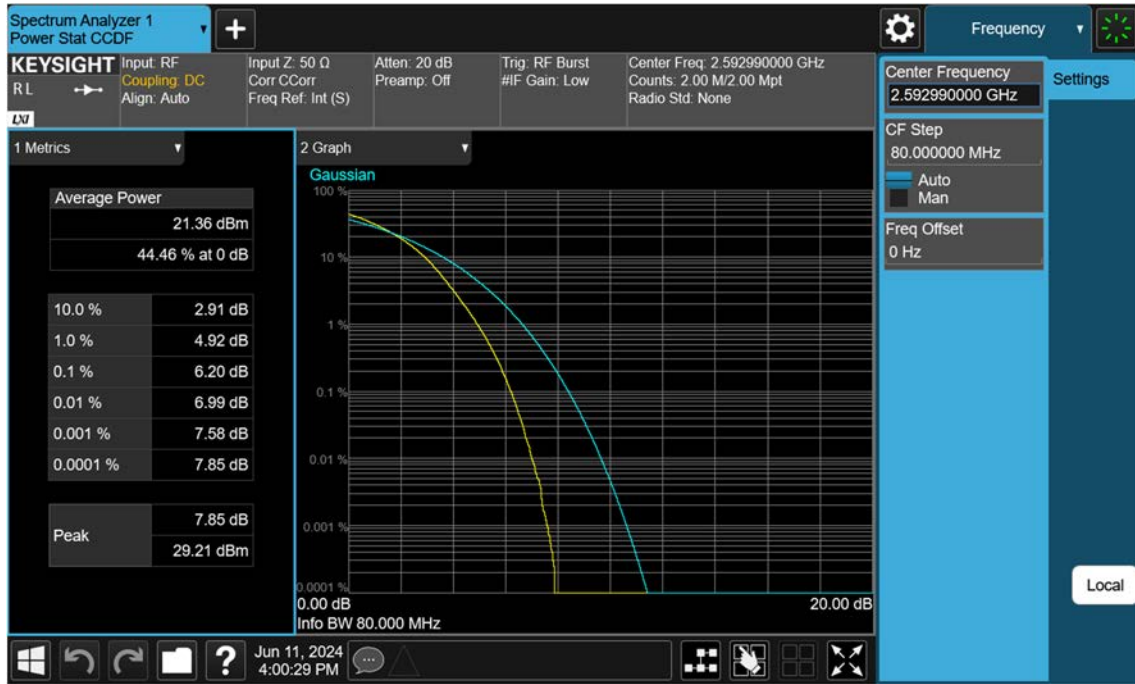 Spectrum Analyzer 1
Power Stat CCDF
+
Frequency
KEYSIGHT
RL
LXI
Input: RF
Coupling: DC
Align: Auto
Input Z: 50 Ω
Corr CCorr
Freq Ref: Int (S)
Atten: 20 dB
Preamp: Off
Trig: RF Burst
#IF Gain: Low
Center Freq: 2.592990000 GHz
Counts: 2.00 M/2.00 Mpt
Radio Std: None
Center Frequency
2.592990000 GHz
Settings
CF Step
80.000000 MHz
Auto
Man
Freq Offset
0 Hz
1 Metrics
Average Power
21.36 dBm
44.46 % at 0 dB
10.0 % 2.91 dB
1.0 % 4.92 dB
0.1 % 6.20 dB
0.01 % 6.99 dB
0.001 % 7.58 dB
0.0001 % 7.85 dB
Peak
7.85 dB
29.21 dBm
2 Graph
Gaussian
100 %
10 %
1 %
0.1 %
0.01 %
0.001 %
0.0001 %
0.00 dB 20.00 dB
Info BW 80.000 MHz
Local
?
Jun 11, 2024
4:00:29 PM